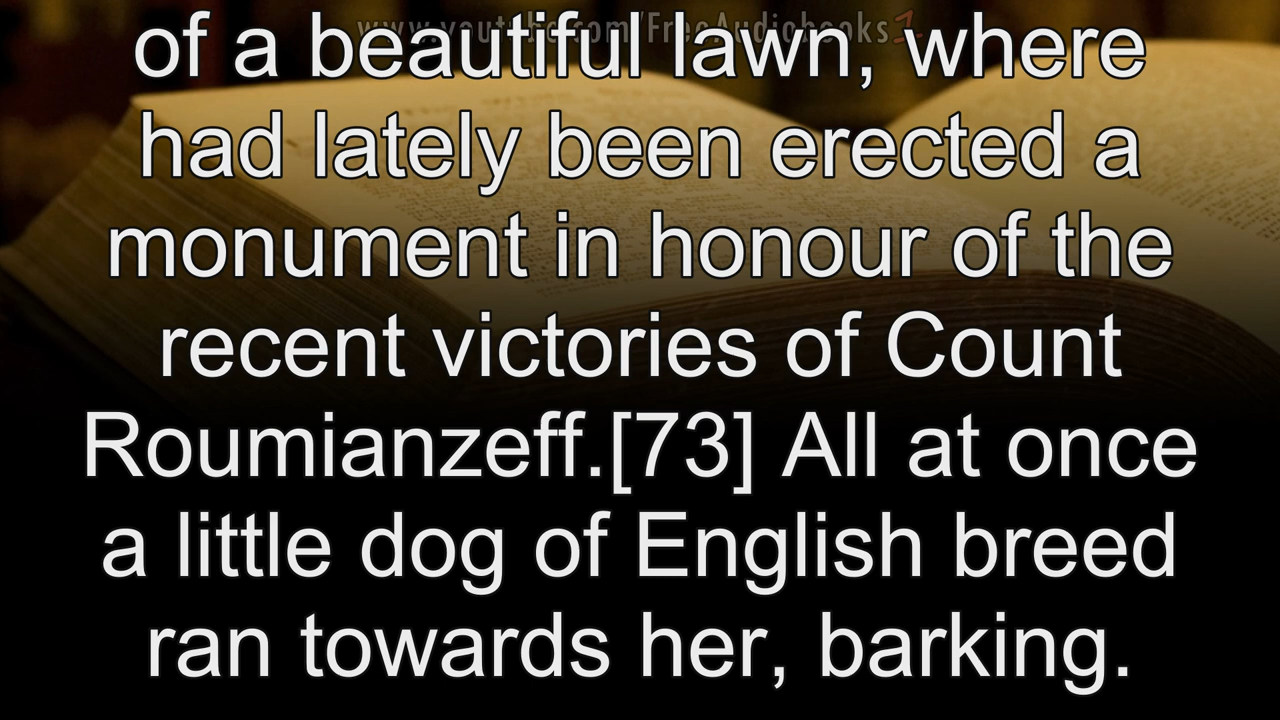 www.youtube.com/FreeAudiobooks1
of a beautiful lawn, where
had lately been erected a
monument in honour of the
recent victories of Count
Roumianzeff.[73] All at once
a little dog of English breed
ran towards her, barking.